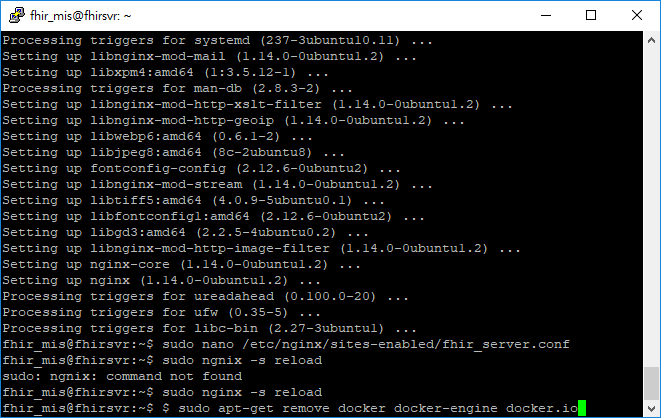 fhir_mis@fhirsvr: ~
Processing triggers for systemd (237-3ubuntu10.11) ...
Setting up libnginx-mod-mail (1.14.0-0ubuntu1.2) ...
Setting up libxpm4:amd64 (1:3.5.12-1) ...
Processing triggers for man-db (2.8.3-2) ...
Setting up libnginx-mod-http-xslt-filter (1.14.0-0ubuntu1.2) ...
Setting up libnginx-mod-http-geoip (1.14.0-0ubuntu1.2) ...
Setting up libwebp6:amd64 (0.6.1-2) ...
Setting up libjpeg8:amd64 (8c-2ubuntu8) ...
Setting up fontconfig-config (2.12.6-0ubuntu2) ...
Setting up libnginx-mod-stream (1.14.0-0ubuntu1.2) ...
Setting up libtiff5:amd64 (4.0.9-5ubuntu0.1) ...
Setting up libfontconfig1:amd64 (2.12.6-0ubuntu2) ...
Setting up libgd3:amd64 (2.2.5-4ubuntu0.2) ...
Setting up libnginx-mod-http-image-filter (1.14.0-0ubuntu1.2) ...
Setting up nginx-core (1.14.0-0ubuntu1.2) ...
Setting up nginx (1.14.0-0ubuntu1.2) ...
Processing triggers for ureadahead (0.100.0-20) ...
Processing triggers for ufw (0.35-5) ...
Processing triggers for libc-bin (2.27-3ubuntu1) ...
fhir_mis@fhirsvr:~$ sudo nano /etc/nginx/sites-enabled/fhir_server.conf
fhir_mis@fhirsvr:~$ sudo ngnix -s reload
sudo: ngnix: command not found
fhir_mis@fhirsvr:~$ sudo nginx -s reload
fhir_mis@fhirsvr:~$ $ sudo apt-get remove docker docker-engine docker.io